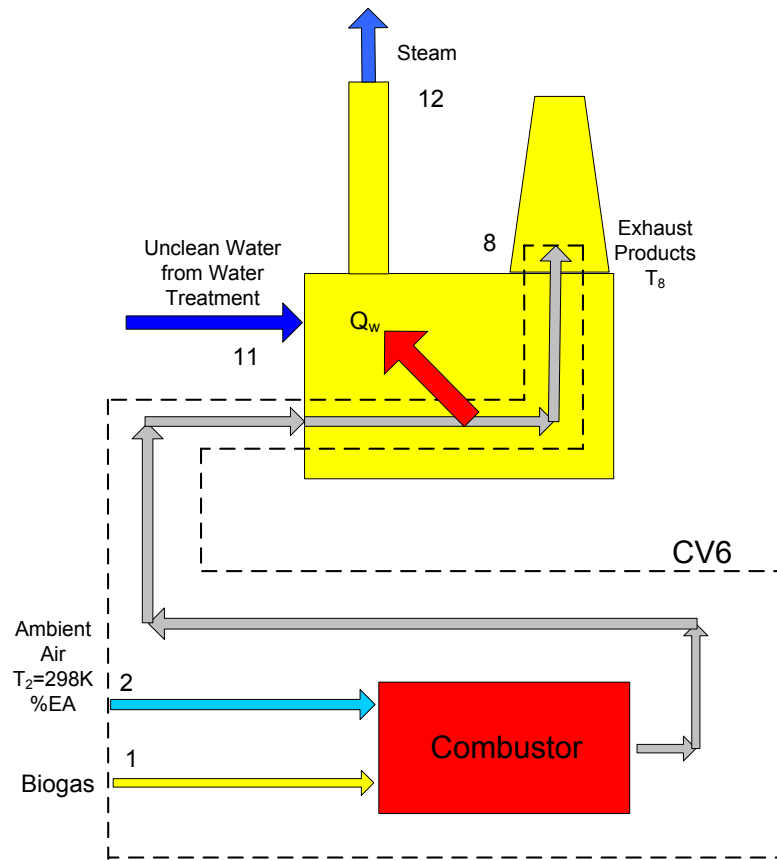 Steam
12
Unclean Water
from Water
Treatment
8
Exhaust
Products
T8
Qw
11
CV6
Ambient
Air
T2=298K
%EA
2
1
Biogas
Combustor